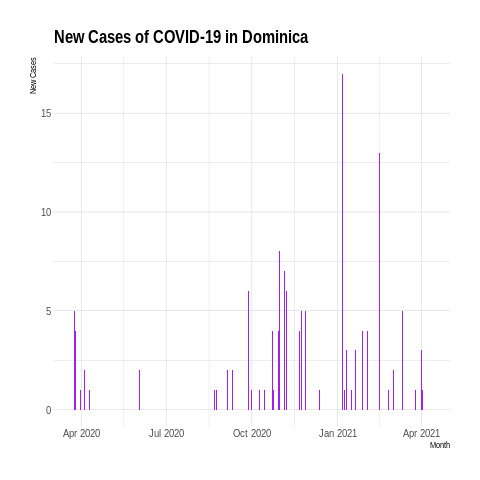 New Cases of COVID-19 in Dominica
New Cases
15
10
5
0
Apr 2020 Jul 2020 Oct 2020 Jan 2021 Apr 2021
Month